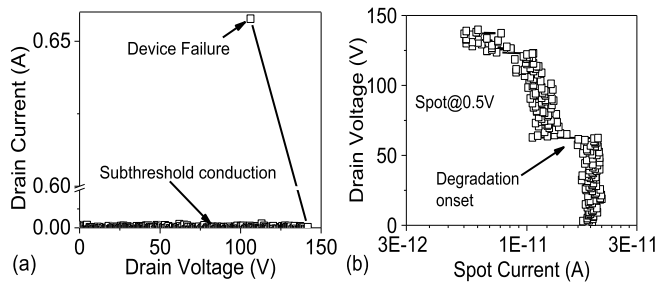 0.65
0.60
0.00
Drain Current (A)
Device Failure
Subthreshold conduction
0
50
100
150
Drain Voltage (V)
(a)
150
100
50
0
Drain Voltage (V)
Spot@0.5V
Degradation
onset
3E-12
1E-11
3E-11
Spot Current (A)
(b)